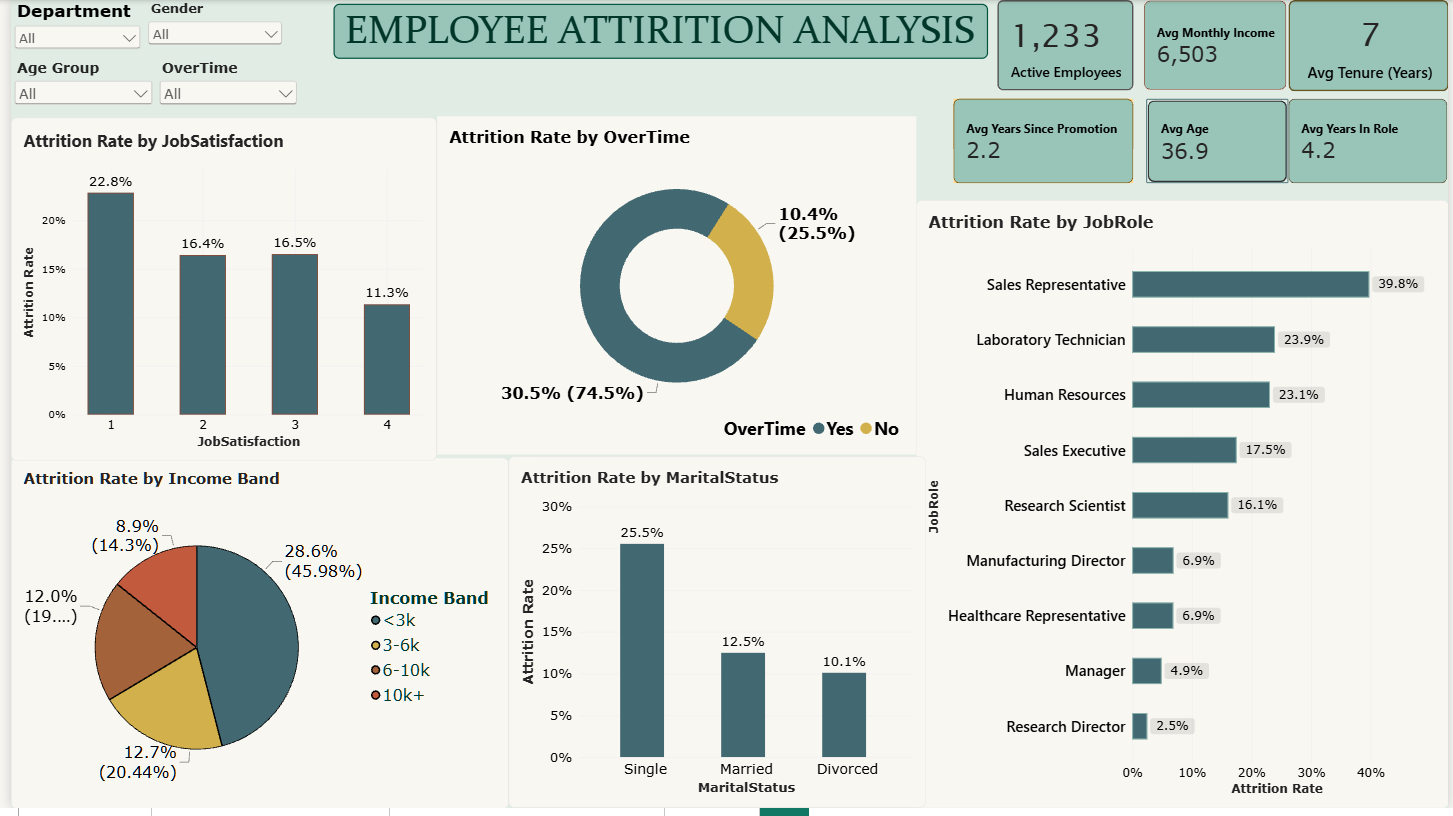 Department
All
Gender
All
Age Group
All
OverTime
All
EMPLOYEE ATTIRITION ANALYSIS
1,233
Active Employees
Avg Monthly Income
6,503
7
Avg Tenure (Years)
Avg Years Since Promotion
2.2
Avg Age
36.9
Avg Years In Role
4.2
Attrition Rate by JobSatisfaction
Attrition Rate
20%
15%
10%
5%
0%
22.8%
16.4%
16.5%
11.3%
1
2
3
4
JobSatisfaction
Attrition Rate by OverTime
10.4%
(25.5%)
30.5% (74.5%)
OverTime Yes No
Attrition Rate by JobRole
JobRole
Sales Representative 39.8%
Laboratory Technician 23.9%
Human Resources 23.1%
Sales Executive 17.5%
Research Scientist 16.1%
Manufacturing Director 6.9%
Healthcare Representative 6.9%
Manager 4.9%
Research Director 2.5%
0% 10% 20% 30% 40%
Attrition Rate
Attrition Rate by Income Band
8.9%
(14.3%)
28.6%
(45.98%)
12.0%
(19....)
12.7%
(20.44%)
Income Band
<3k
3-6k
6-10k
10k+
Attrition Rate by MaritalStatus
Attrition Rate
30%
25%
20%
15%
10%
5%
0%
25.5%
12.5%
10.1%
Single
Married
Divorced
MaritalStatus